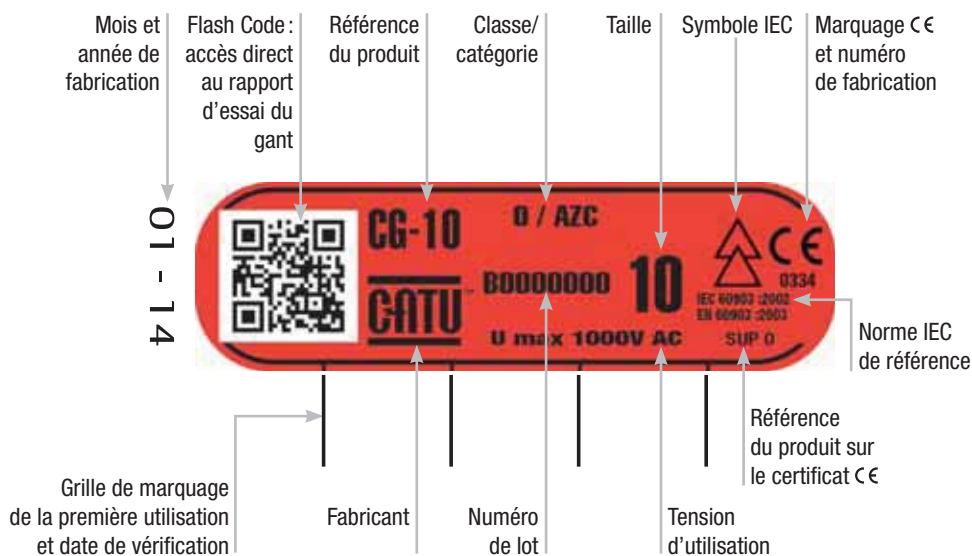 Mois et
année de
fabrication
Flash Code :
accès direct
au rapport
d'essai du
gant
Référence
du produit
Classe/
catégorie
Taille
Symbole IEC
Marquage CE
et numéro
de fabrication
01 - 14
CG-10
0 / AZC
CATU™
B0000000
10
U max 1000V AC
CE
0334
IEC 60903 :2002
EN 60903 :2003
SUP 0
Norme IEC
de référence
Référence
du produit sur
le certificat CE
Grille de marquage
de la première utilisation
et date de vérification
Fabricant
Numéro
de lot
Tension
d'utilisation